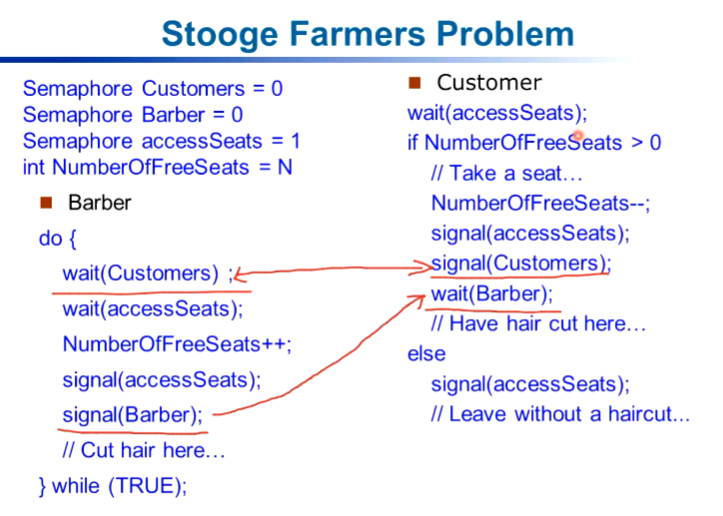 Stooge Farmers Problem
Semaphore Customers = 0
Semaphore Barber = 0
Semaphore accessSeats = 1
int NumberOfFreeSeats = N
Barber
do {
wait(Customers) ;
wait(accessSeats);
NumberOfFreeSeats++;
signal(accessSeats);
signal(Barber);
// Cut hair here…
} while (TRUE);
Customer
wait(accessSeats);
if NumberOfFreeSeats > 0
// Take a seat…
NumberOfFreeSeats--;
signal(accessSeats);
signal(Customers);
wait(Barber);
// Have hair cut here…
else
signal(accessSeats);
// Leave without a haircut…